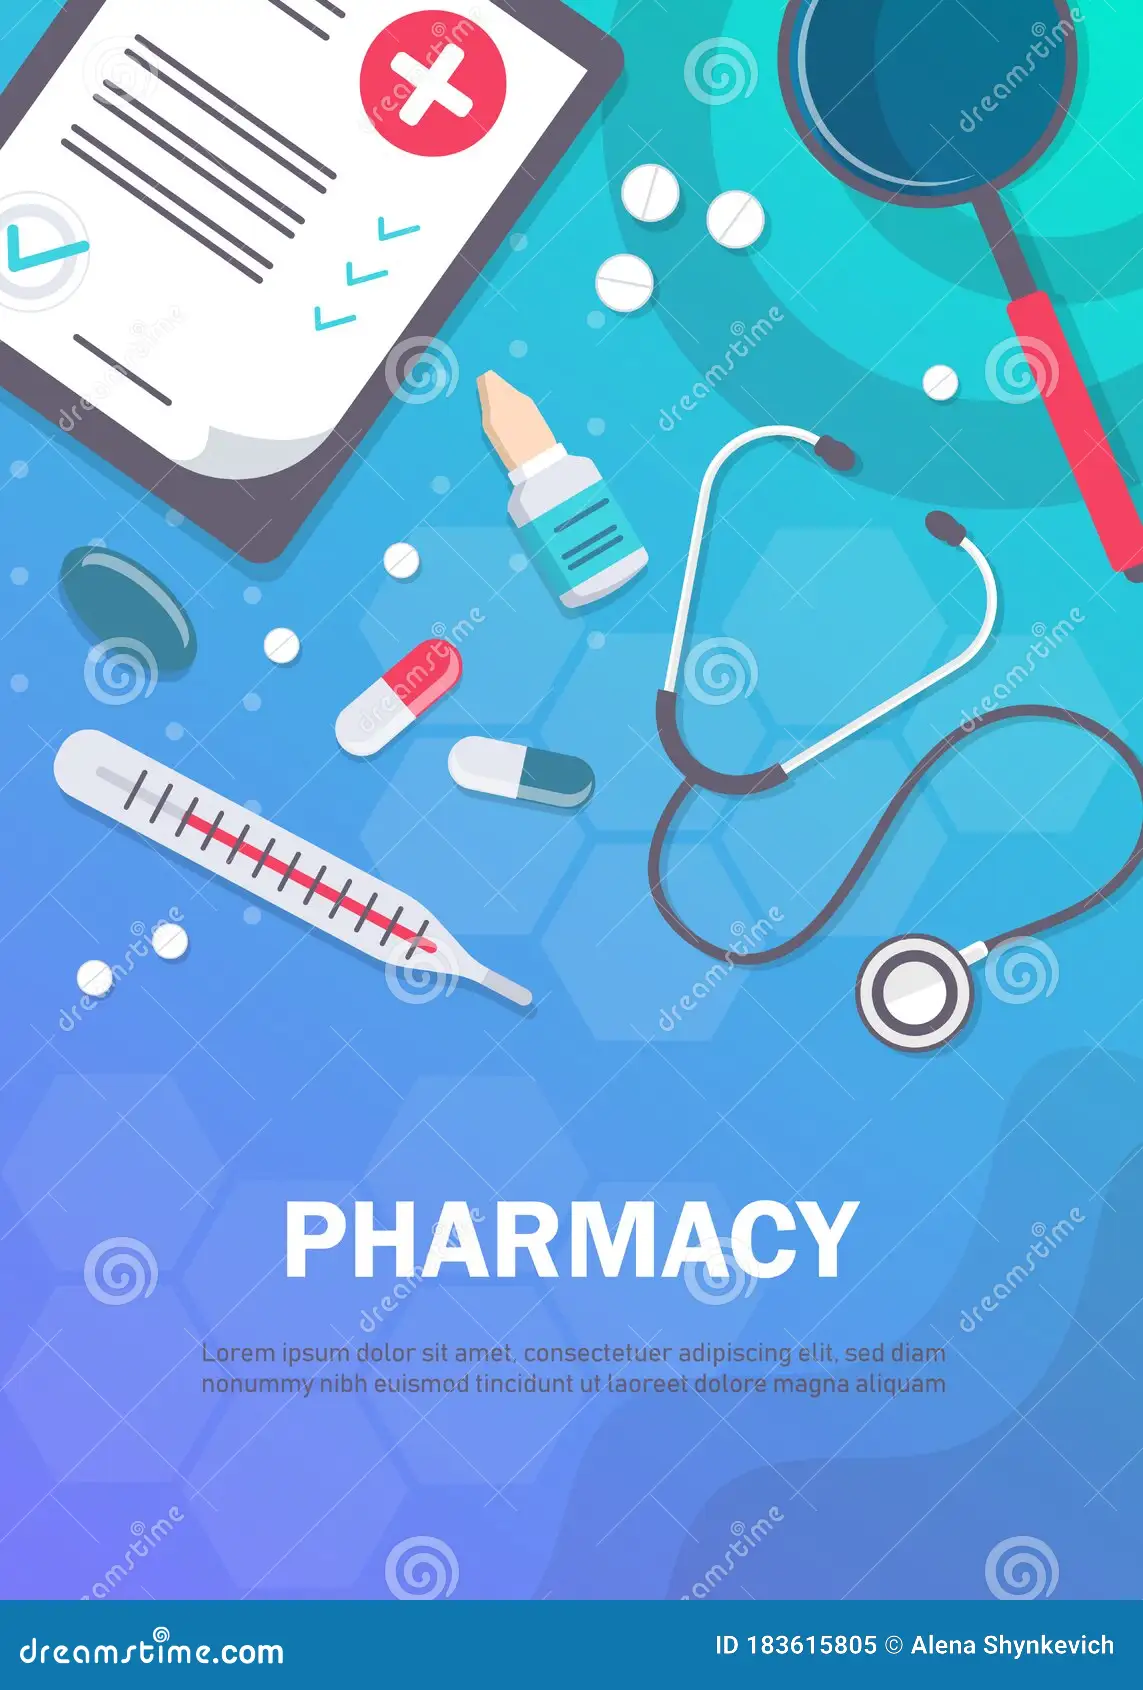 PHARMACY
Lorem ipsum dolor sit amet, consectetuer adipiscing elit, sed diam
nonummy nibh euismod tincidunt ut laoreet dolore magna aliquam
dreamstime.com
ID 183615805 © Alena Shynkevich